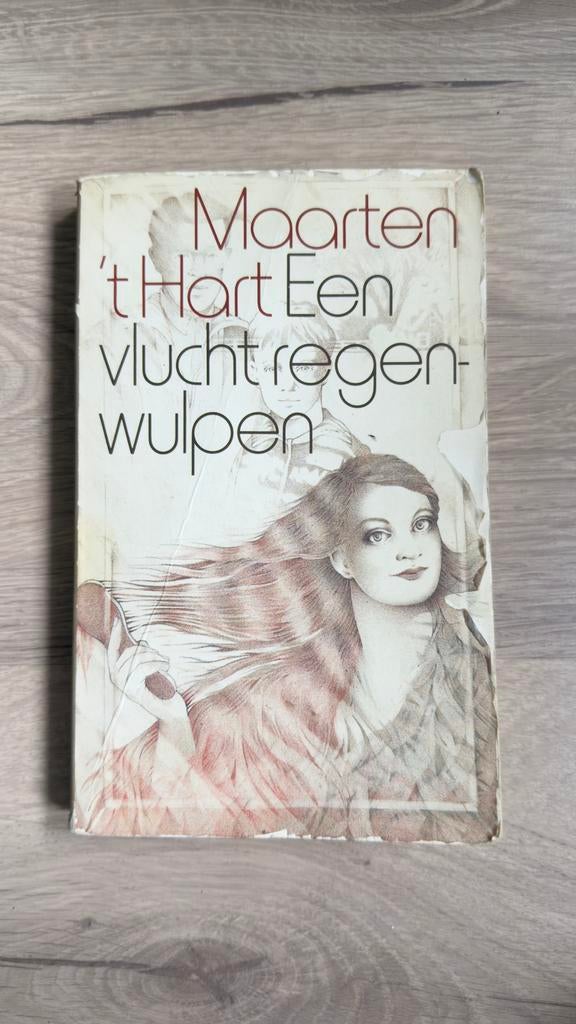 Maarten
't Hart Een
vlucht regen-
wulpen